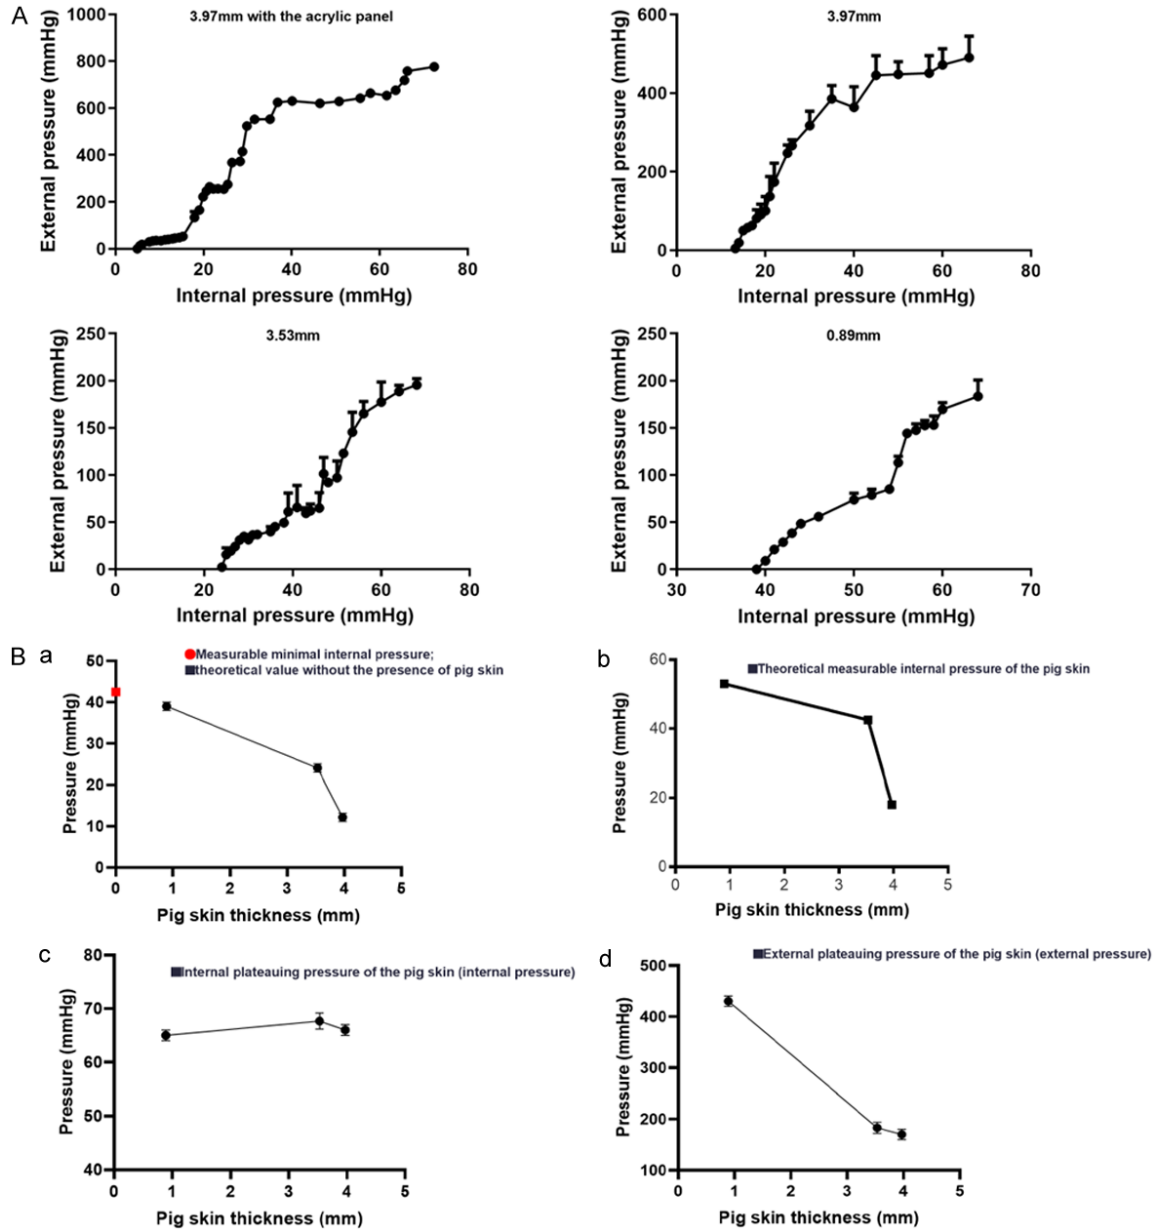 A
3.97mm with the acrylic panel
External pressure (mmHg)
1000
800
600
400
200
0
0 20 40 60 80
Internal pressure (mmHg)
3.97mm
External pressure (mmHg)
600
400
200
0
0 20 40 60 80
Internal pressure (mmHg)
3.53mm
External pressure (mmHg)
250
200
150
100
50
0
0 20 40 60 80
Internal pressure (mmHg)
0.89mm
External pressure (mmHg)
250
200
150
100
50
0
30 40 50 60 70
Internal pressure (mmHg)
B a
Measurable minimal internal pressure;
theoretical value without the presence of pig skin
Pressure (mmHg)
50
40
30
20
10
0
0 1 2 3 4 5
Pig skin thickness (mm)
b
Theoretical measurable internal pressure of the pig skin
Pressure (mmHg)
60
40
20
0
0 1 2 3 4 5
Pig skin thickness (mm)
c
Internal plateauing pressure of the pig skin (internal pressure)
Pressure (mmHg)
80
70
60
50
40
0 1 2 3 4 5
Pig skin thickness (mm)
d
External plateauing pressure of the pig skin (external pressure)
Pressure (mmHg)
500
400
300
200
100
0 1 2 3 4 5
Pig skin thickness (mm)